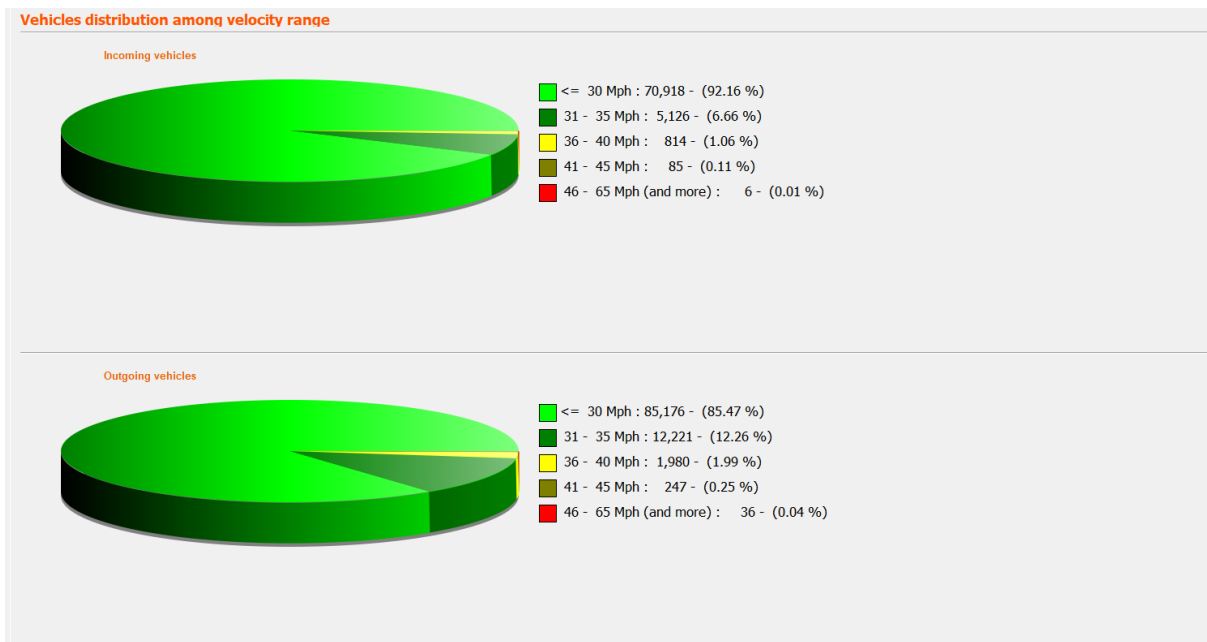 Vehicles distribution among velocity range
Incoming vehicles
<= 30 Mph : 70,918 - (92.16 %)
31 - 35 Mph : 5,126 - (6.66 %)
36 - 40 Mph : 814 - (1.06 %)
41 - 45 Mph : 85 - (0.11 %)
46 - 65 Mph (and more) : 6 - (0.01 %)
Outgoing vehicles
<= 30 Mph : 85,176 - (85.47 %)
31 - 35 Mph : 12,221 - (12.26 %)
36 - 40 Mph : 1,980 - (1.99 %)
41 - 45 Mph : 247 - (0.25 %)
46 - 65 Mph (and more) : 36 - (0.04 %)